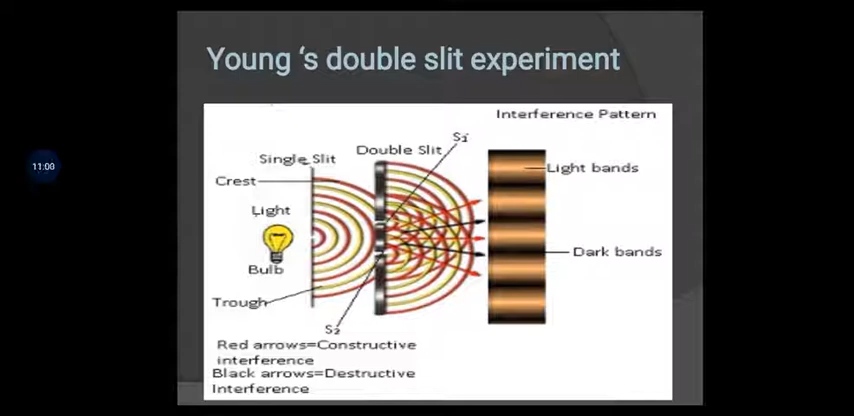 Young ‘s double slit experiment
Interference Pattern
S₁
Double Slit
Single Slit
Light bands
Crest
Light
Dark bands
Bulb
Trough
S₂
Red arrows=Constructive
interference
Black arrows=Destructive
Interference
11:00